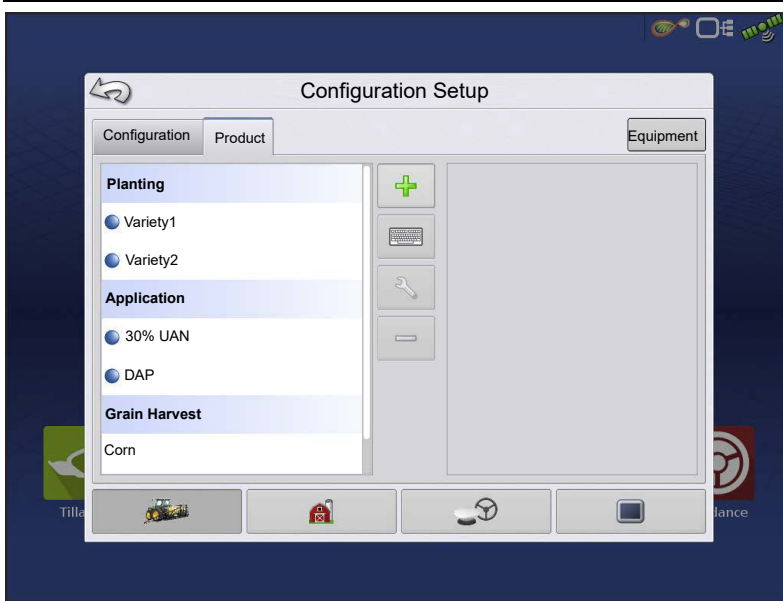 Configuration Setup
Configuration Product Equipment
Planting
Variety1
Variety2
Application
30% UAN
DAP
Grain Harvest
Corn
Tilla dance